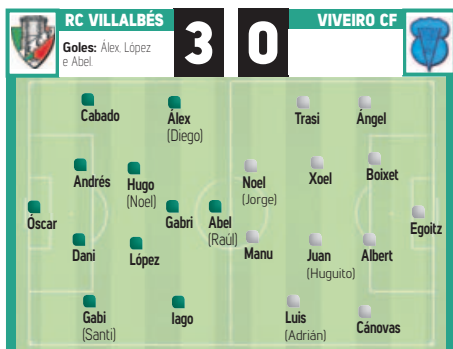 RC VILLALBÉS
Goles: Álex, López
e Abel.
3
0
VIVEIRO CF
Cabado
Álex
(Diego)
Andrés
Hugo
(Noel)
Óscar
Gabri
Abel
(Raúl)
Dani
López
Gabi
(Santi)
Iago
Trasi
Ángel
Noel
(Jorge)
Xoel
Boixet
Egoitz
Manu
Juan
(Huguito)
Albert
Luis
(Adrián)
Cánovas